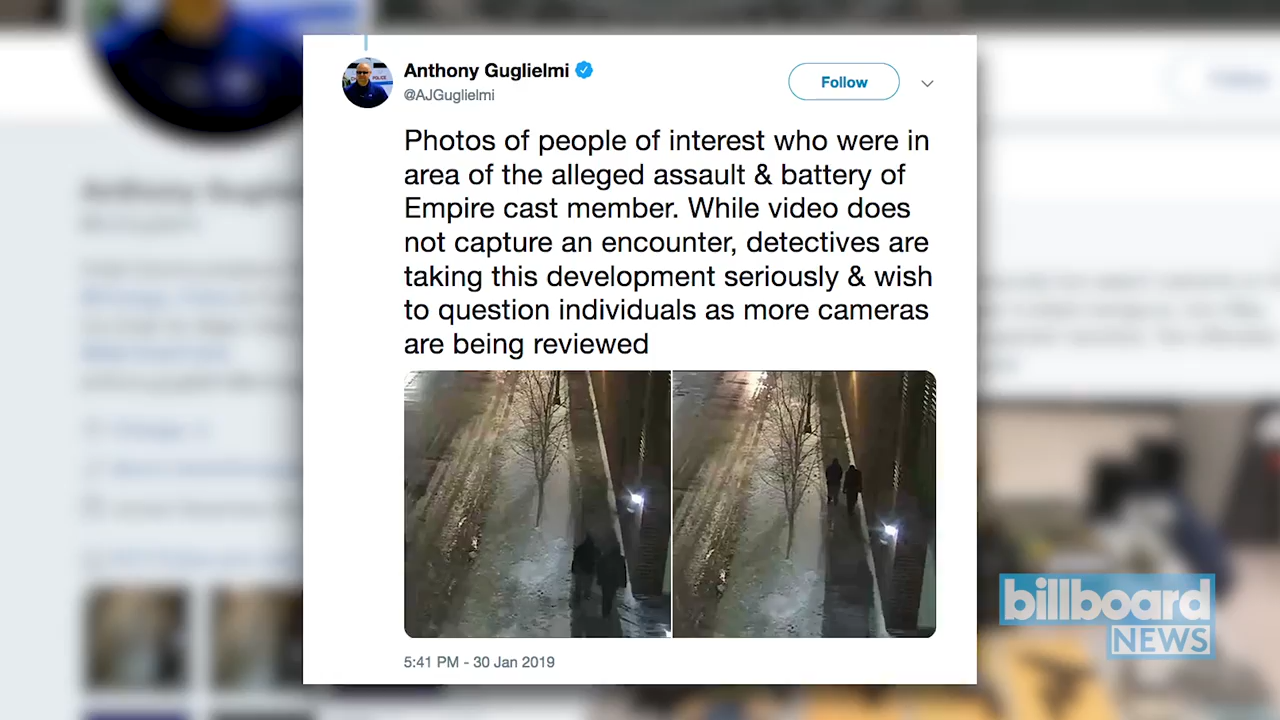 Anthony Guglielmi
@AJGuglielmi
Follow
Photos of people of interest who were in
area of the alleged assault & battery of
Empire cast member. While video does
not capture an encounter, detectives are
taking this development seriously & wish
to question individuals as more cameras
are being reviewed
5:41 PM - 30 Jan 2019
billboard
NEWS